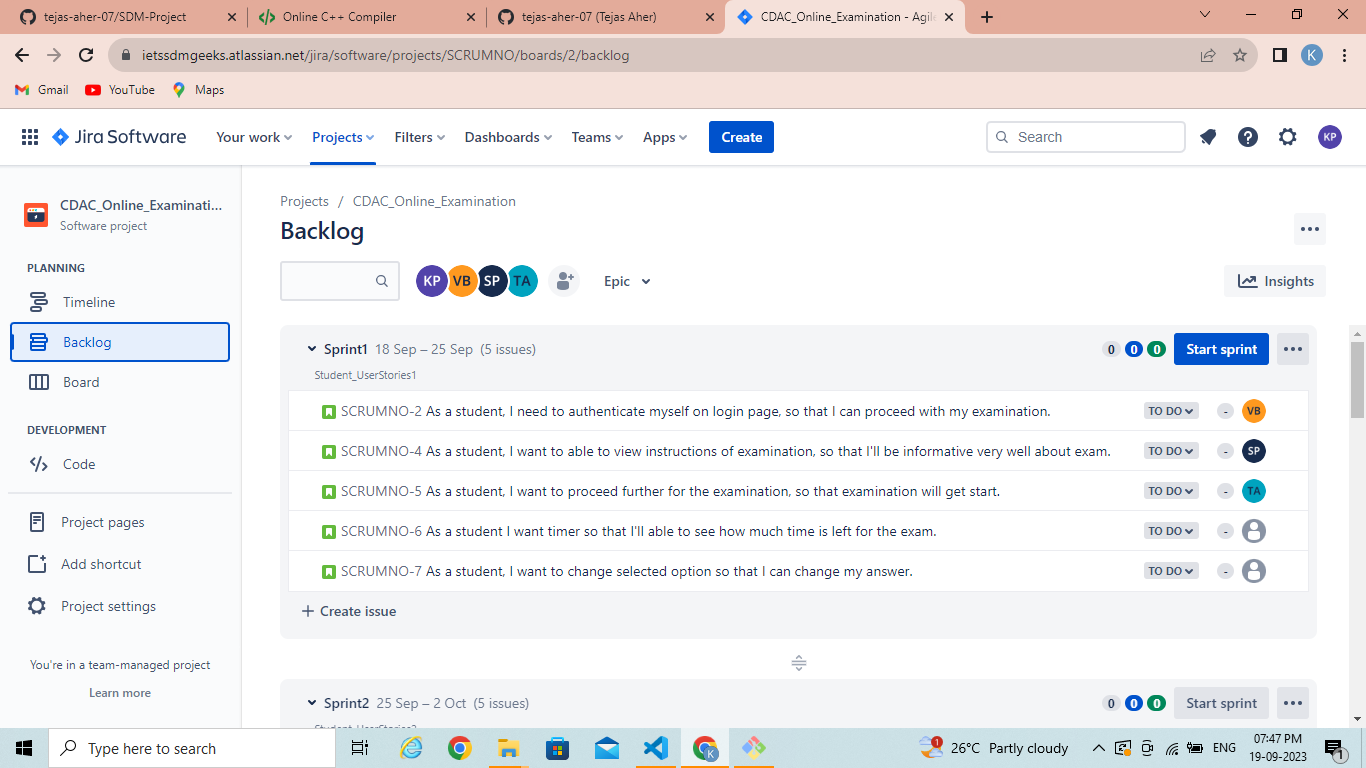 tejas-aher-07/SDM-Project
Online C++ Compiler
tejas-aher-07 (Tejas Aher)
CDAC_Online_Examination - Agil
ietssdmgeeks.atlassian.net/jira/software/projects/SCRUMNO/boards/2/backlog
K
Gmail
YouTube
Maps
Jira Software
Your work
Projects
Filters
Dashboards
Teams
Apps
Create
Search
KP
CDAC_Online_Examinati...
Software project
PLANNING
Timeline
Backlog
Board
DEVELOPMENT
Code
Project pages
Add shortcut
Project settings
You're in a team-managed project
Learn more
Projects / CDAC_Online_Examination
Backlog
KP VB SP TA
Epic
Insights
Sprint1 18 Sep – 25 Sep (5 issues)
0 0 0
Start sprint
Student_UserStories1
SCRUMNO-2 As a student, I need to authenticate myself on login page, so that I can proceed with my examination. TO DO - VB
SCRUMNO-4 As a student, I want to able to view instructions of examination, so that I'll be informative very well about exam. TO DO - SP
SCRUMNO-5 As a student, I want to proceed further for the examination, so that examination will get start. TO DO - TA
SCRUMNO-6 As a student I want timer so that I'll able to see how much time is left for the exam. TO DO -
SCRUMNO-7 As a student, I want to change selected option so that I can change my answer. TO DO -
Create issue
Sprint2 25 Sep – 2 Oct (5 issues)
0 0 0
Start sprint
Type here to search
K
1
26°C Partly cloudy
ENG
07:47 PM
19-09-2023
1